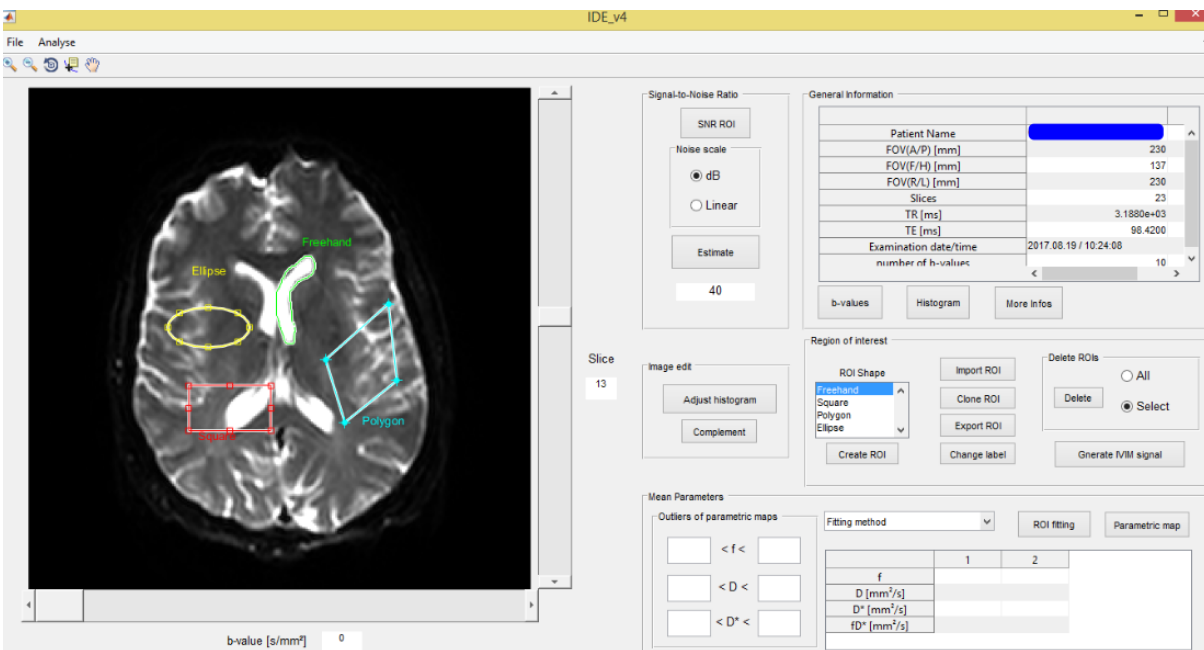 IDE_v4
File Analyse
Freehand
Ellipse
Polygon
Square
Slice
13
b-value [s/mm²] 0
Signal-to-Noise Ratio
SNR ROI
Noise scale
dB
Linear
Estimate
40
Image edit
Adjust histogram
Complement
General Information
Patient Name
FOV(A/P) [mm] 230
FOV(F/H) [mm] 137
FOV(R/L) [mm] 230
Slices 23
TR [ms] 3.1880e+03
TE [ms] 98.4200
Examination date/time 2017.08.19 / 10:24:08
number of b-values 10
b-values Histogram More Infos
Region of interest
ROI Shape
Freehand
Square
Polygon
Ellipse
Create ROI
Import ROI
Clone ROI
Export ROI
Change label
Delete ROIs
All
Delete
Select
Gnerate IVIM signal
Mean Parameters
Outliers of parametric maps
< f <
< D <
< D* <
Fitting method ROI fitting Parametric map
1 2
f
D [mm²/s]
D* [mm²/s]
fD* [mm²/s]